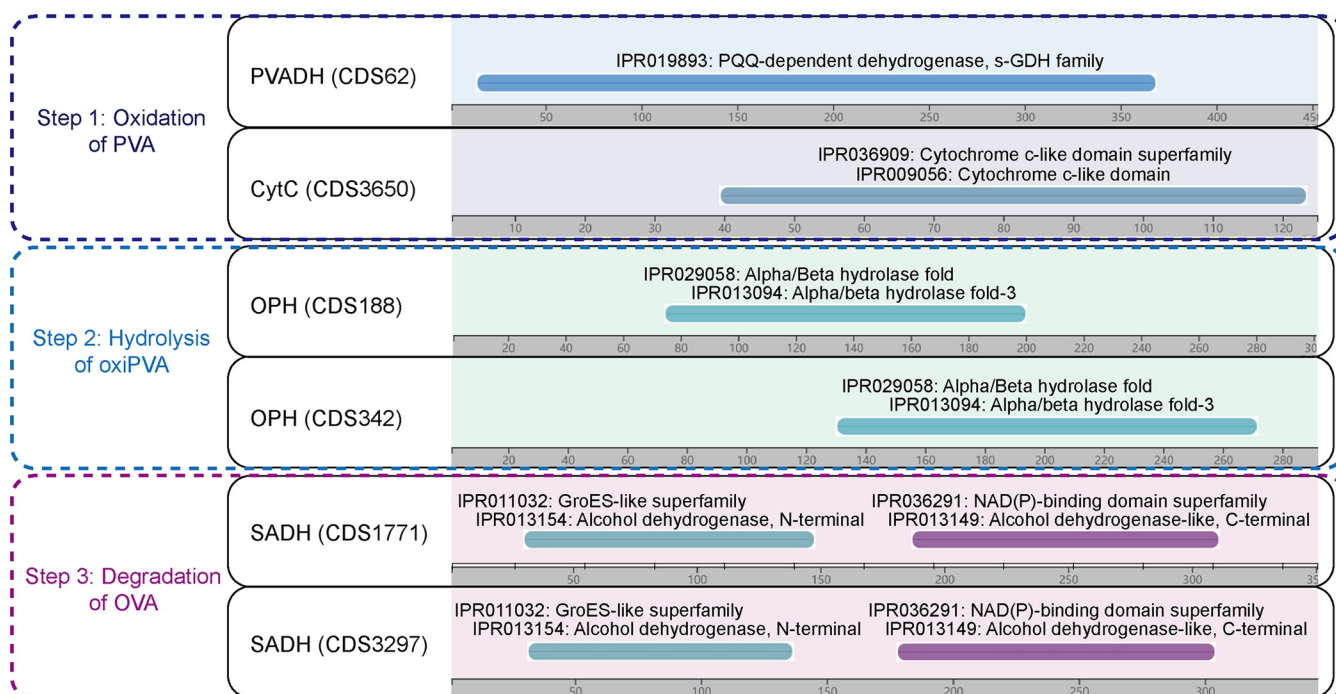 Step 1: Oxidation
of PVA
PVADH (CDS62)
IPR019893: PQQ-dependent dehydrogenase, s-GDH family
50 100 150 200 250 300 350 400
CytC (CDS3650)
IPR036909: Cytochrome c-like domain superfamily
IPR009056: Cytochrome c-like domain
10 20 30 40 50 60 70 80 90 100 110 120
Step 2: Hydrolysis
of oxiPVA
OPH (CDS188)
IPR029058: Alpha/Beta hydrolase fold
IPR013094: Alpha/beta hydrolase fold-3
20 40 60 80 100 120 140 160 180 200 220 240 260 280 30
OPH (CDS342)
IPR029058: Alpha/Beta hydrolase fold
IPR013094: Alpha/beta hydrolase fold-3
20 40 60 80 100 120 140 160 180 200 220 240 260 280
Step 3: Degradation
of OVA
SADH (CDS1771)
IPR011032: GroES-like superfamily
IPR013154: Alcohol dehydrogenase, N-terminal
IPR036291: NAD(P)-binding domain superfamily
IPR013149: Alcohol dehydrogenase-like, C-terminal
50 100 150 200 250 300
SADH (CDS3297)
IPR011032: GroES-like superfamily
IPR013154: Alcohol dehydrogenase, N-terminal
IPR036291: NAD(P)-binding domain superfamily
IPR013149: Alcohol dehydrogenase-like, C-terminal
50 100 150 200 250 300